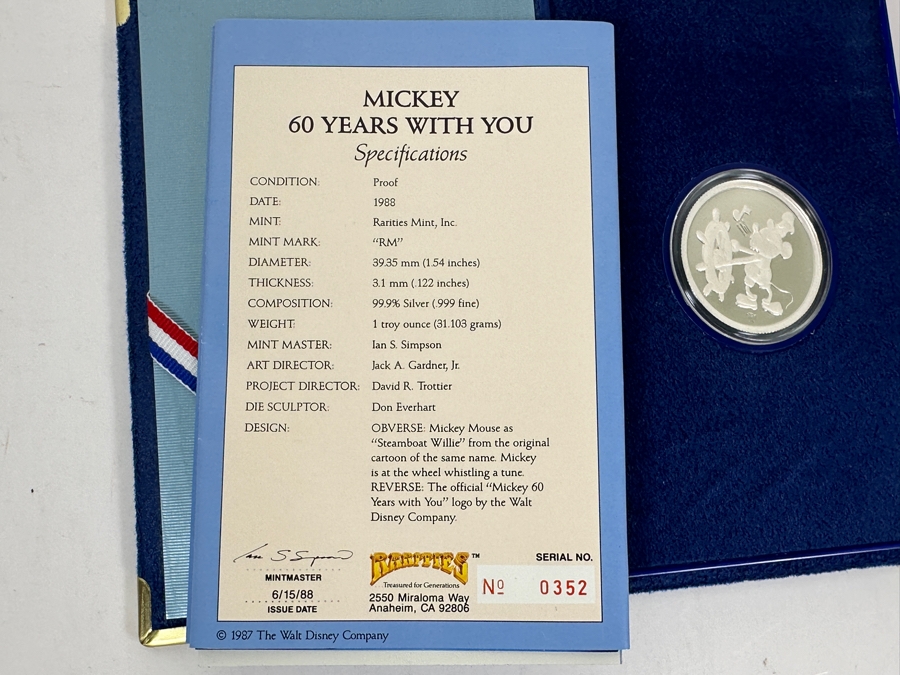 MICKEY
60 YEARS WITH YOU
Specifications
CONDITION: Proof
DATE: 1988
MINT: Rarities Mint, Inc.
MINT MARK: "RM"
DIAMETER: 39.35 mm (1.54 inches)
THICKNESS: 3.1 mm (.122 inches)
COMPOSITION: 99.9% Silver (.999 fine)
WEIGHT: 1 troy ounce (31.103 grams)
MINT MASTER: Ian S. Simpson
ART DIRECTOR: Jack A. Gardner, Jr.
PROJECT DIRECTOR: David R. Trottier
DIE SCULPTOR: Don Everhart
DESIGN: OBVERSE: Mickey Mouse as
"Steamboat Willie" from the original
cartoon of the same name. Mickey
is at the wheel whistling a tune.
REVERSE: The official "Mickey 60
Years with You" logo by the Walt
Disney Company.
Ian S Simpson
MINTMASTER
6/15/88
ISSUE DATE
RARITIES™
Treasured for Generations
2550 Miraloma Way
Anaheim, CA 92806
SERIAL NO.
Nº 0352
© 1987 The Walt Disney Company